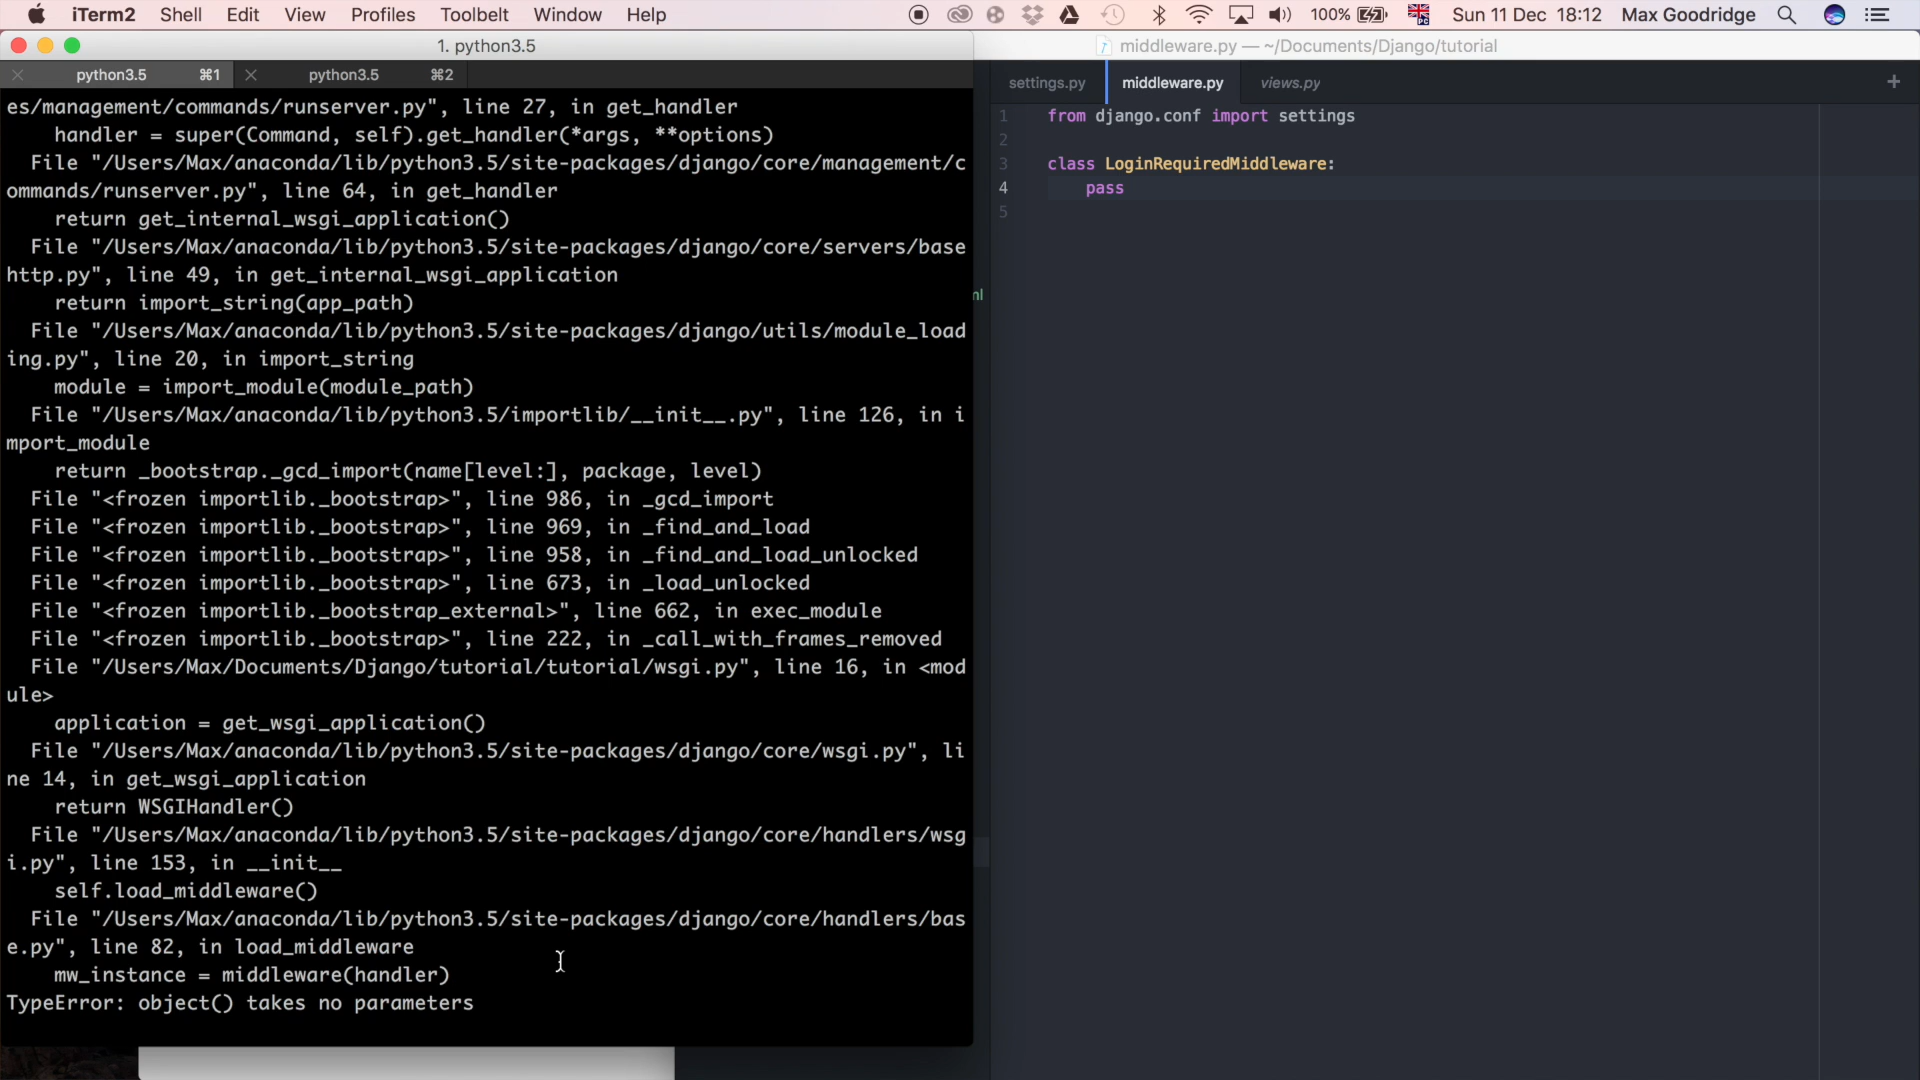 iTerm2 Shell Edit View Profiles Toolbelt Window Help 100% Sun 11 Dec 18:12 Max Goodridge
1. python3.5
python3.5 ⌘1 python3.5 ⌘2
es/management/commands/runserver.py", line 27, in get_handler
    handler = super(Command, self).get_handler(*args, **options)
  File "/Users/Max/anaconda/lib/python3.5/site-packages/django/core/management/c
ommands/runserver.py", line 64, in get_handler
    return get_internal_wsgi_application()
  File "/Users/Max/anaconda/lib/python3.5/site-packages/django/core/servers/base
http.py", line 49, in get_internal_wsgi_application
    return import_string(app_path)
  File "/Users/Max/anaconda/lib/python3.5/site-packages/django/utils/module_load
ing.py", line 20, in import_string
    module = import_module(module_path)
  File "/Users/Max/anaconda/lib/python3.5/importlib/__init__.py", line 126, in i
mport_module
    return _bootstrap._gcd_import(name[level:], package, level)
  File "<frozen importlib._bootstrap>", line 986, in _gcd_import
  File "<frozen importlib._bootstrap>", line 969, in _find_and_load
  File "<frozen importlib._bootstrap>", line 958, in _find_and_load_unlocked
  File "<frozen importlib._bootstrap>", line 673, in _load_unlocked
  File "<frozen importlib._bootstrap_external>", line 662, in exec_module
  File "<frozen importlib._bootstrap>", line 222, in _call_with_frames_removed
  File "/Users/Max/Documents/Django/tutorial/tutorial/wsgi.py", line 16, in <mod
ule>
    application = get_wsgi_application()
  File "/Users/Max/anaconda/lib/python3.5/site-packages/django/core/wsgi.py", li
ne 14, in get_wsgi_application
    return WSGIHandler()
  File "/Users/Max/anaconda/lib/python3.5/site-packages/django/core/handlers/wsg
i.py", line 153, in __init__
    self.load_middleware()
  File "/Users/Max/anaconda/lib/python3.5/site-packages/django/core/handlers/bas
e.py", line 82, in load_middleware
    mw_instance = middleware(handler)
TypeError: object() takes no parameters
middleware.py — ~/Documents/Django/tutorial
settings.py middleware.py views.py
1 from django.conf import settings
2
3 class LoginRequiredMiddleware:
4     pass
5
nl